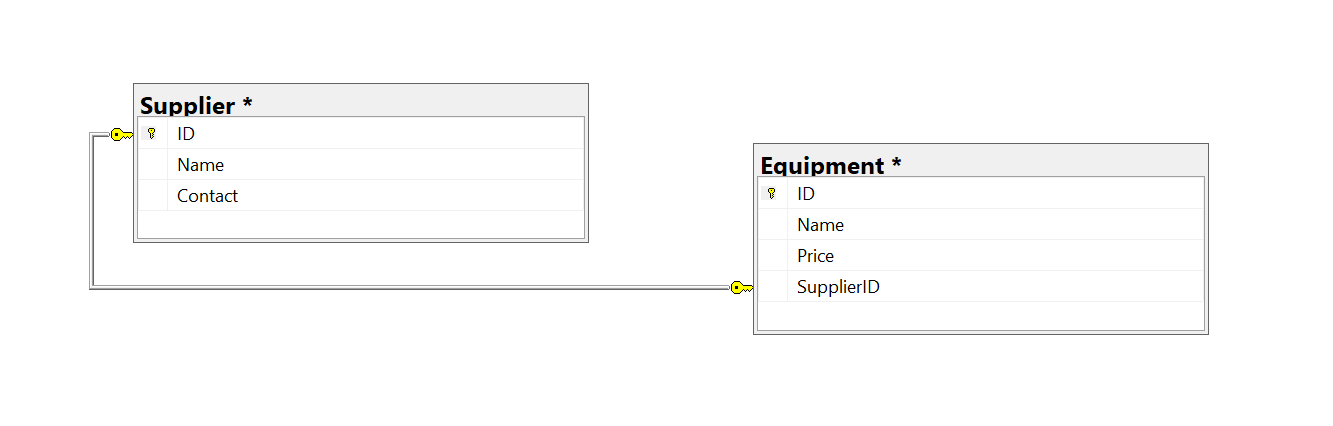 Supplier *
ID
Name
Contact
Equipment *
ID
Name
Price
SupplierID